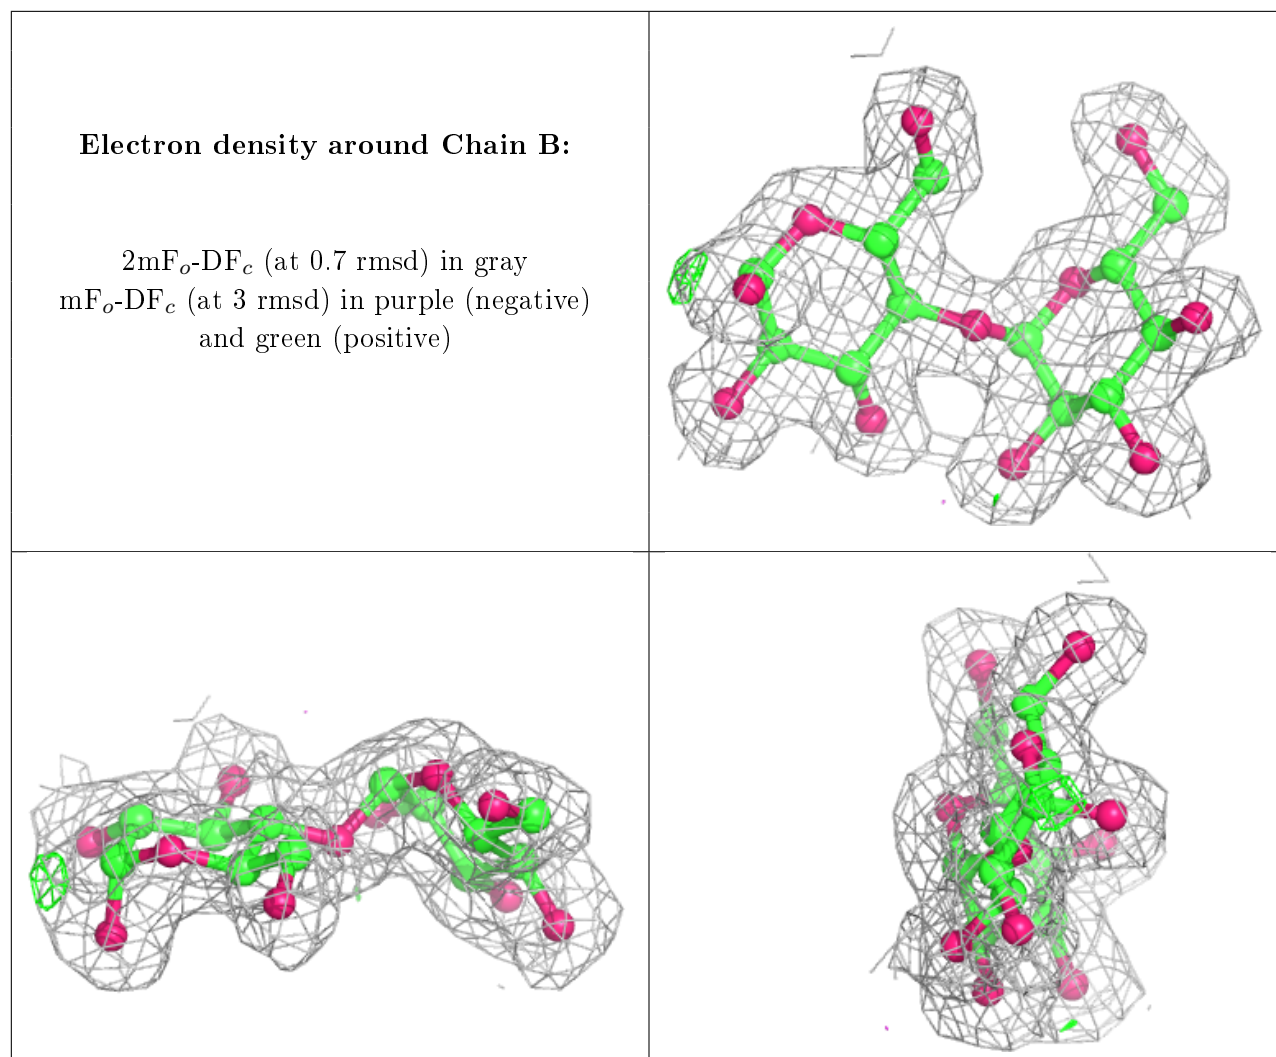 Electron density around Chain B:
2mFₒ-DF𝒸 (at 0.7 rmsd) in gray
mFₒ-DF𝒸 (at 3 rmsd) in purple (negative)
and green (positive)